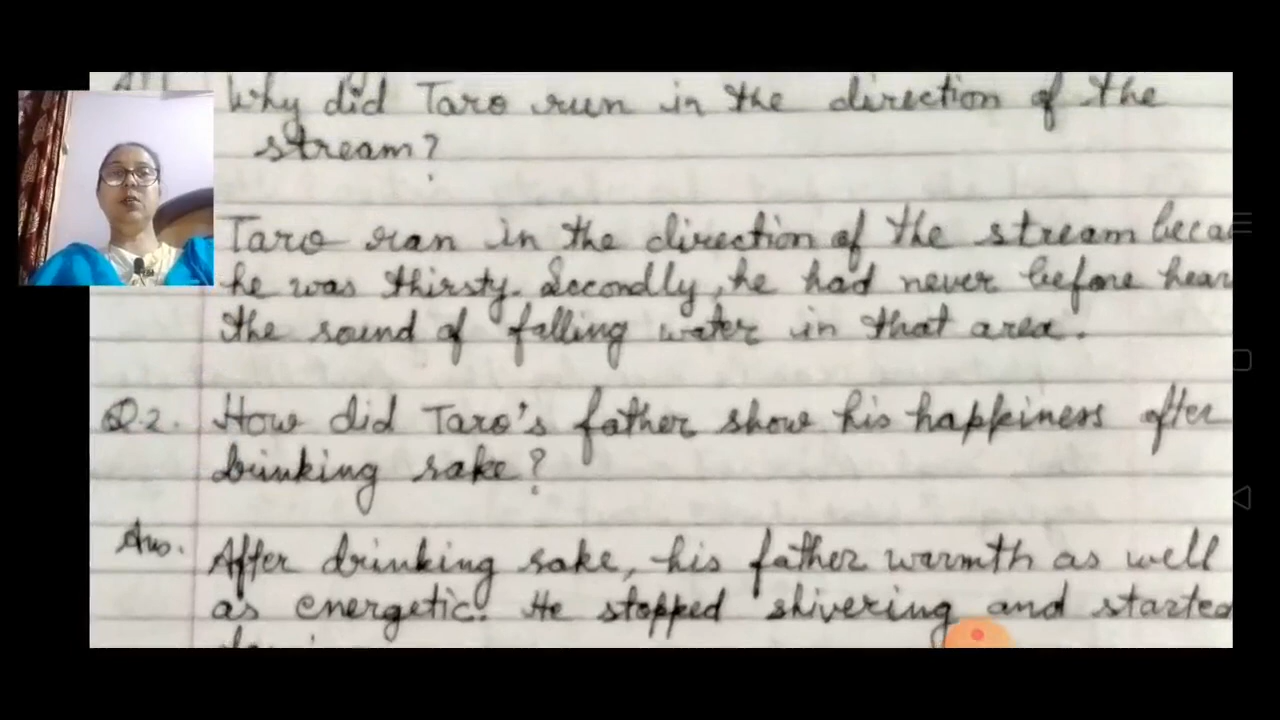 Why did Taro run in the direction of the
stream?
Taro ran in the direction of the stream beca
he was thirsty. Secondly, he had never before hear
the sound of falling water in that area.
Q.2. How did Taro's father show his happiness after
drinking sake?
Ans. After drinking sake, his father warmth as well
as energetic. He stopped shivering and started